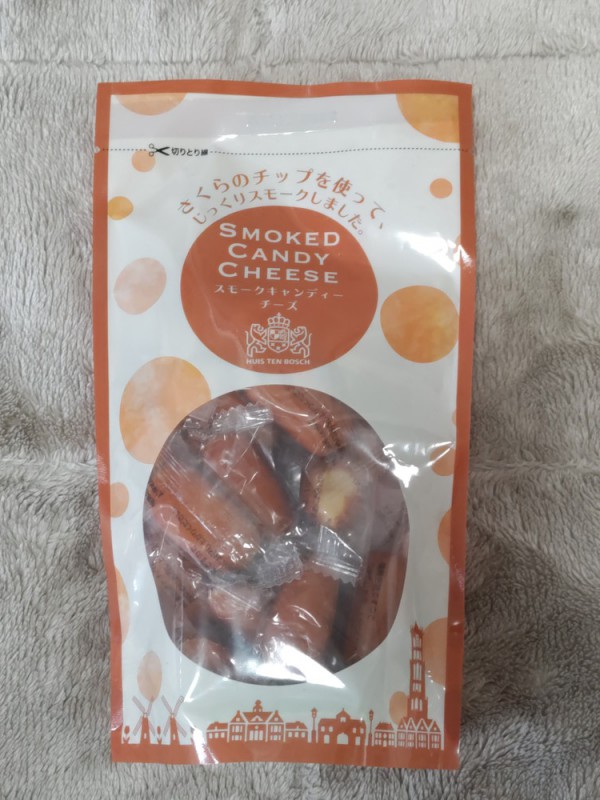 切りとり線
さくらのチップを使って、
じっくりスモークしました。
SMOKED
CANDY
CHEESE
スモークキャンディー
チーズ
HUIS TEN BOSCH